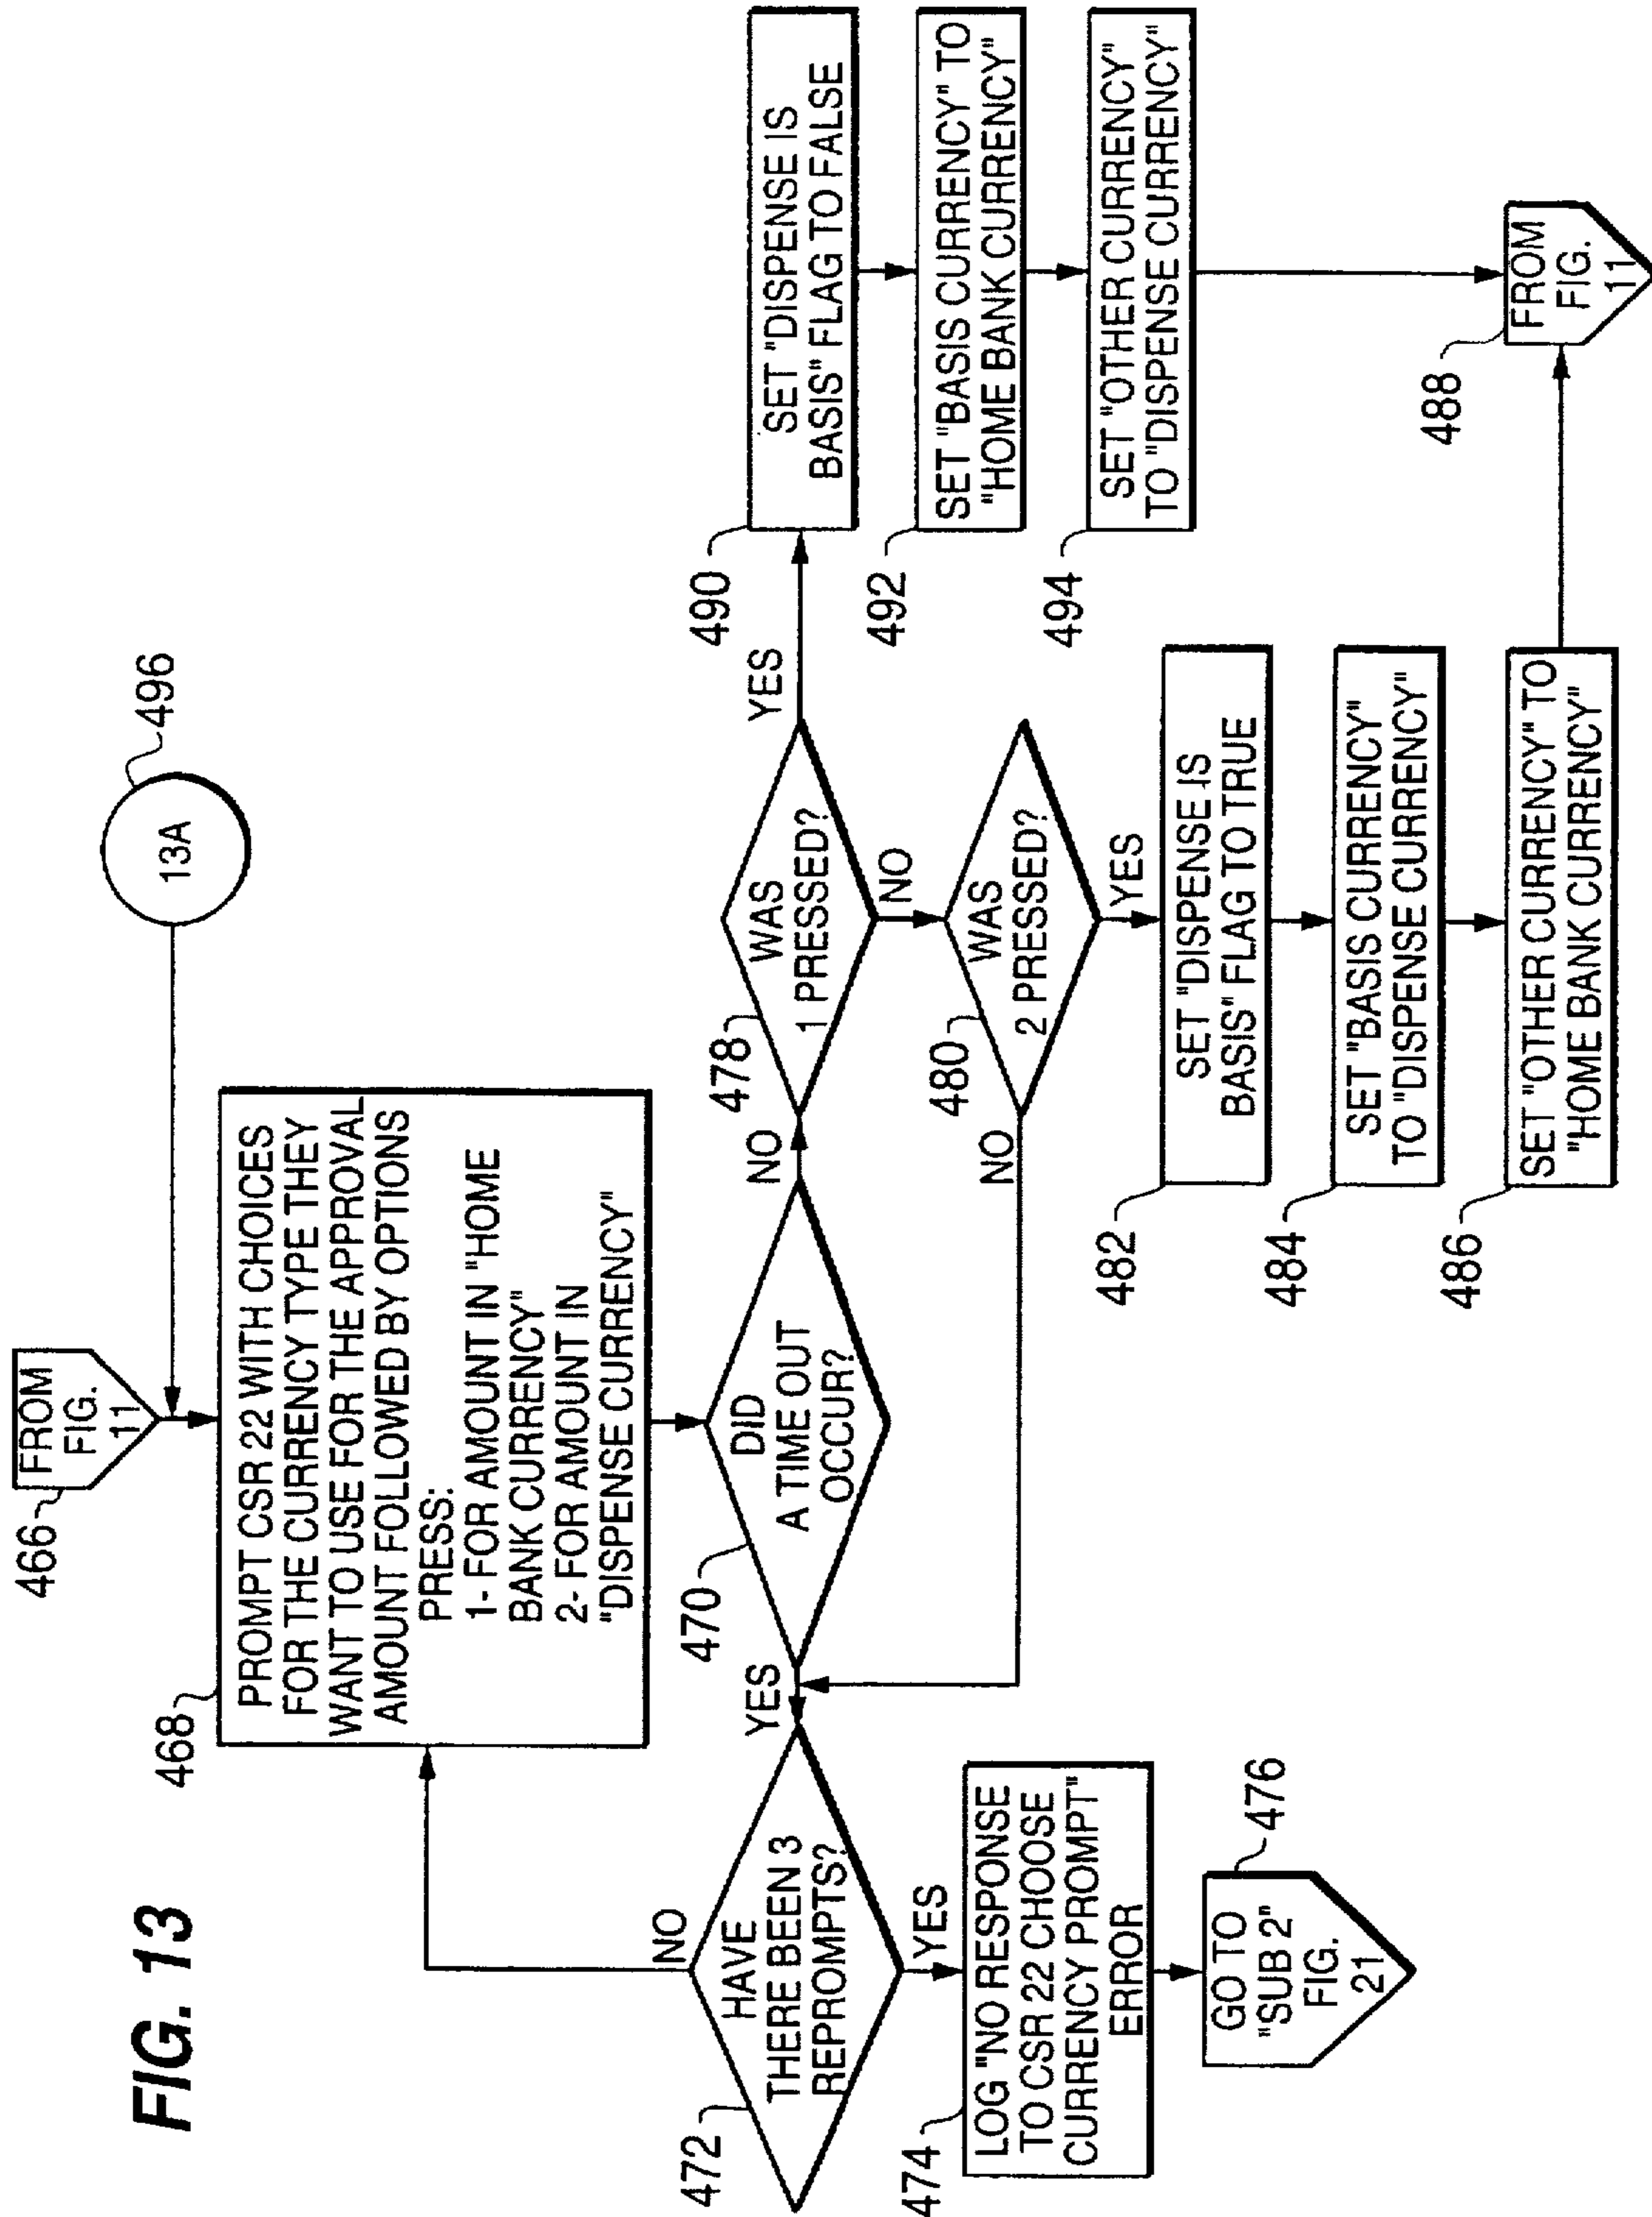 FIG. 13
466
FROM
FIG.
11
496
13A
468
PROMPT CSR 22 WITH CHOICES
FOR THE CURRENCY TYPE THEY
WANT TO USE FOR THE APPROVAL
AMOUNT FOLLOWED BY OPTIONS
PRESS:
1- FOR AMOUNT IN "HOME
BANK CURRENCY"
2- FOR AMOUNT IN
"DISPENSE CURRENCY"
472
HAVE
THERE BEEN 3
REPROMPTS?
NO
YES
470
DID
A TIME OUT
OCCUR?
YES
NO
478
WAS
1 PRESSED?
YES
NO
490
SET "DISPENSE IS
BASIS" FLAG TO FALSE
492
SET "BASIS CURRENCY" TO
"HOME BANK CURRENCY"
494
SET "OTHER CURRENCY"
TO "DISPENSE CURRENCY"
474
LOG "NO RESPONSE
TO CSR 22 CHOOSE
CURRENCY PROMPT"
ERROR
476
GO TO
"SUB 2"
FIG.
21
480
WAS
2 PRESSED?
NO
YES
482
SET "DISPENSE IS
BASIS" FLAG TO TRUE
484
SET "BASIS CURRENCY"
TO "DISPENSE CURRENCY"
486
SET "OTHER CURRENCY" TO
"HOME BANK CURRENCY"
488
FROM
FIG.
11